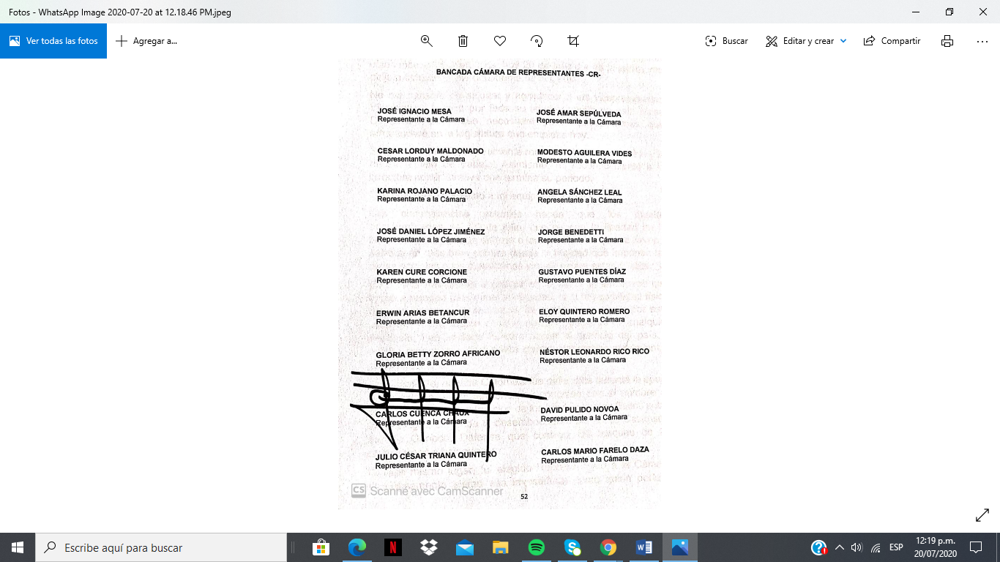 Fotos - WhatsApp Image 2020-07-20 at 12.18.46 PM.jpeg
Ver todas las fotos
Agregar a...
Buscar
Editar y crear
Compartir
BANCADA CÁMARA DE REPRESENTANTES -CR-
JOSÉ IGNACIO MESA
Representante a la Cámara
JOSÉ AMAR SEPÚLVEDA
Representante a la Cámara
CESAR LORDUY MALDONADO
Representante a la Cámara
MODESTO AGUILERA VIDES
Representante a la Cámara
KARINA ROJANO PALACIO
Representante a la Cámara
ANGELA SÁNCHEZ LEAL
Representante a la Cámara
JOSÉ DANIEL LÓPEZ JIMÉNEZ
Representante a la Cámara
JORGE BENEDETTI
Representante a la Cámara
KAREN CURE CORCIONE
Representante a la Cámara
GUSTAVO PUENTES DÍAZ
Representante a la Cámara
ERWIN ARIAS BETANCUR
Representante a la Cámara
ELOY QUINTERO ROMERO
Representante a la Cámara
GLORIA BETTY ZORRO AFRICANO
Representante a la Cámara
NÉSTOR LEONARDO RICO RICO
Representante a la Cámara
CARLOS CUENCA CHAUX
Representante a la Cámara
DAVID PULIDO NOVOA
Representante a la Cámara
JULIO CÉSAR TRIANA QUINTERO
Representante a la Cámara
CARLOS MARIO FARELO DAZA
Representante a la Cámara
CS Scanné avec CamScanner
52
Escribe aquí para buscar
ESP
12:19 p.m.
20/07/2020